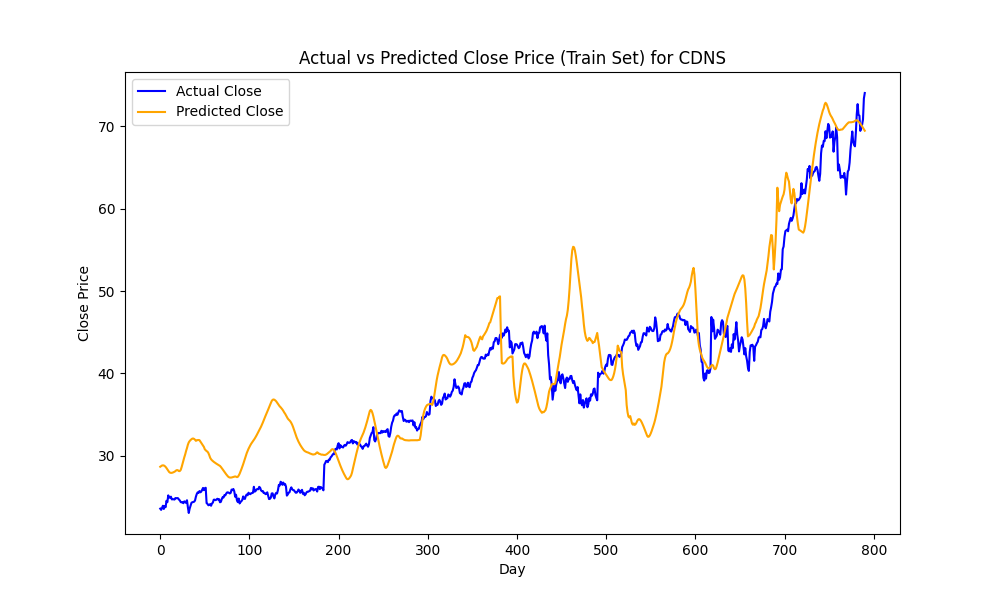 Actual vs Predicted Close Price (Train Set) for CDNS
Actual Close
Predicted Close
70
60
50
40
30
Close Price
0 100 200 300 400 500 600 700 800
Day